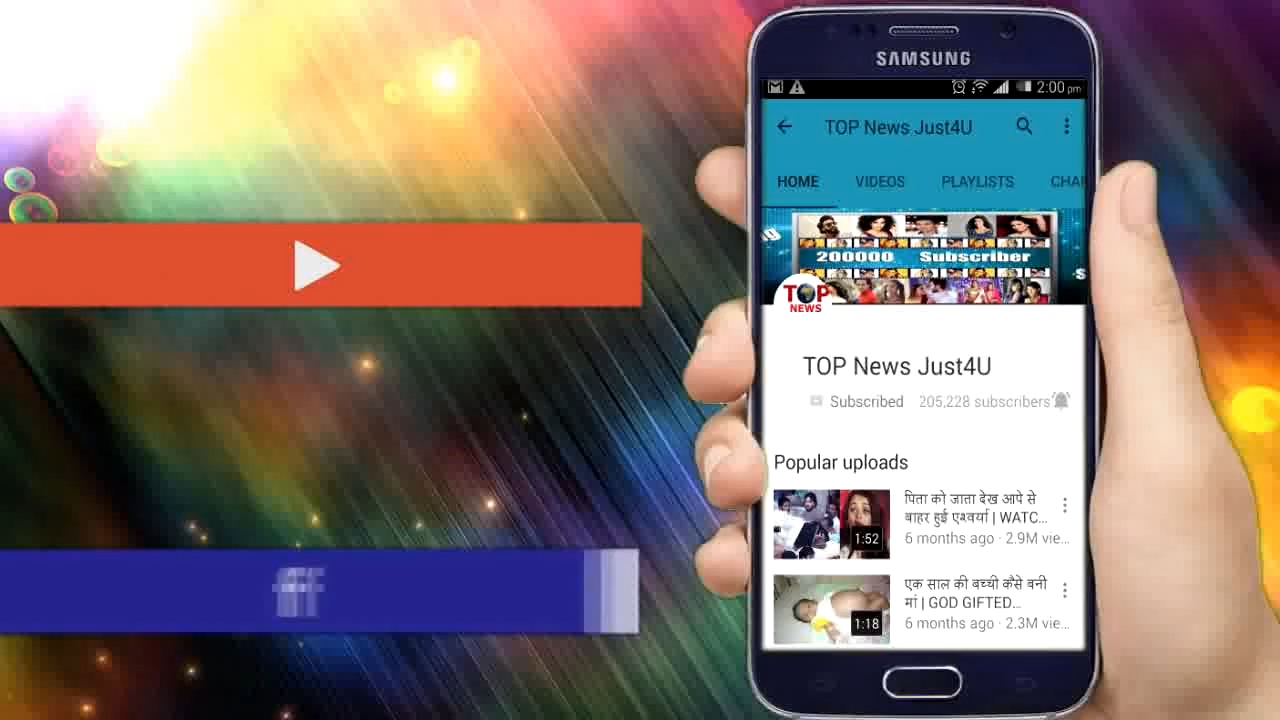 SAMSUNG
2:00 pm
TOP News Just4U
HOME VIDEOS PLAYLISTS CHA
200000 Subscriber
TOP
NEWS
TOP News Just4U
Subscribed 205,228 subscribers
Popular uploads
पिता को जाता देख आपे से
बाहर हुई एश्वर्या | WATC...
1:52
6 months ago · 2.9M vie...
एक साल की बच्ची कैसे बनी
मां | GOD GIFTED...
1:18
6 months ago · 2.3M vie...